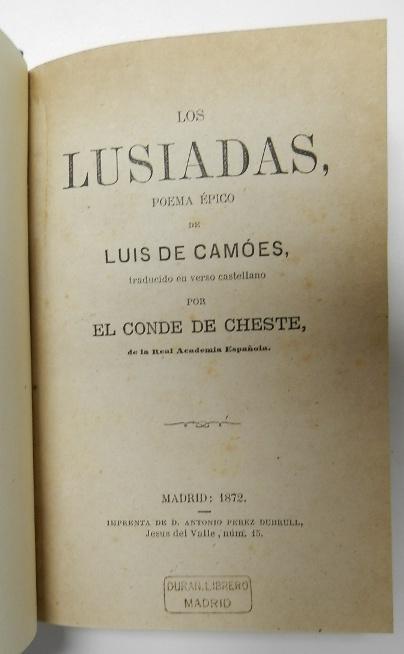 LOS
LUSIADAS,
POEMA ÉPICO
DE
LUIS DE CAMÓES,
traducido en verso castellano
POR
EL CONDE DE CHESTE,
de la Real Academia Española.
MADRID: 1872.
IMPRENTA DE D. ANTONIO PEREZ DUBRULL,
Jesus del Valle, núm. 15.
DURAN, LIBRERO
MADRID